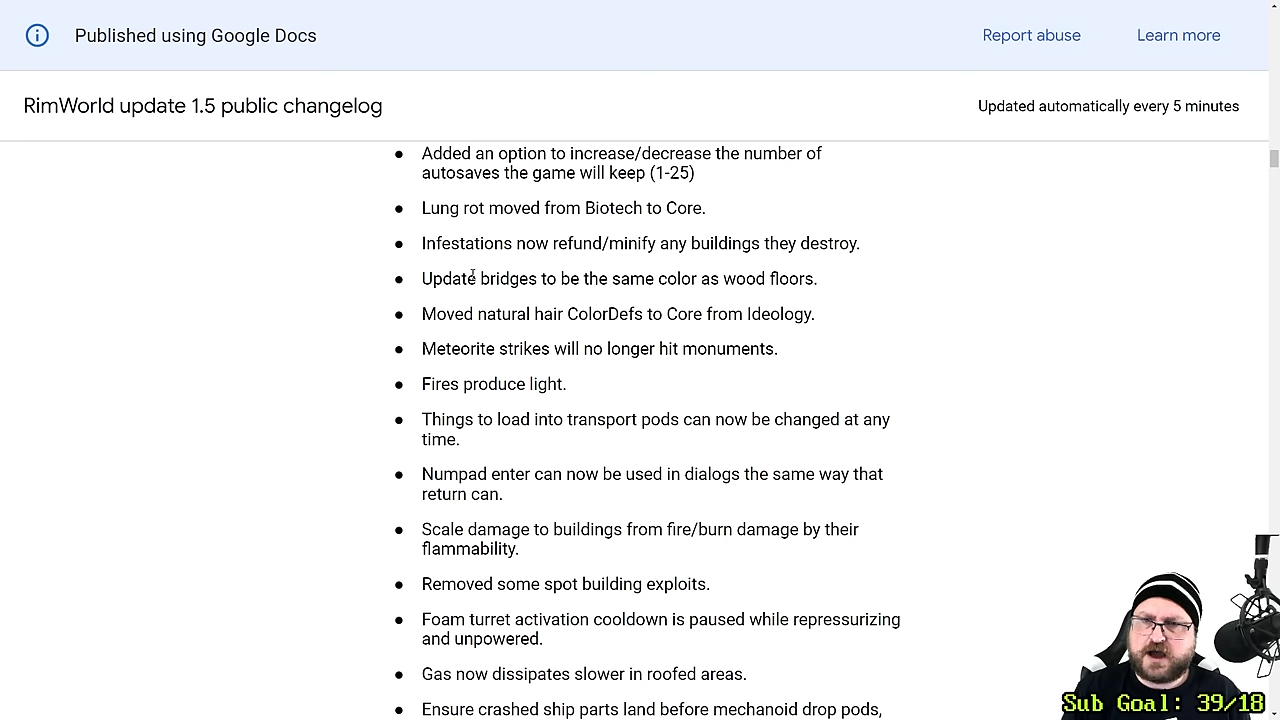 Published using Google Docs
Report abuse
Learn more
RimWorld update 1.5 public changelog
Updated automatically every 5 minutes
● Added an option to increase/decrease the number of
autosaves the game will keep (1-25)
● Lung rot moved from Biotech to Core.
● Infestations now refund/minify any buildings they destroy.
● Update bridges to be the same color as wood floors.
● Moved natural hair ColorDefs to Core from Ideology.
● Meteorite strikes will no longer hit monuments.
● Fires produce light.
● Things to load into transport pods can now be changed at any
time.
● Numpad enter can now be used in dialogs the same way that
return can.
● Scale damage to buildings from fire/burn damage by their
flammability.
● Removed some spot building exploits.
● Foam turret activation cooldown is paused while repressurizing
and unpowered.
● Gas now dissipates slower in roofed areas.
● Ensure crashed ship parts land before mechanoid drop pods,
Sub Goal: 39/18